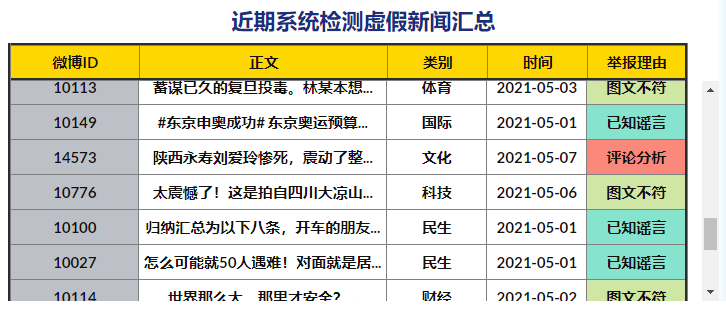 近期系统检测虚假新闻汇总
微博ID 正文 类别 时间 举报理由
10113 蓄谋已久的复旦投毒。林某本想... 体育 2021-05-03 图文不符
10149 #东京申奥成功# 东京奥运预算... 国际 2021-05-01 已知谣言
14573 陕西永寿刘爱玲惨死，震动了整... 文化 2021-05-07 评论分析
10776 太震憾了！这是拍自四川大凉山... 科技 2021-05-06 图文不符
10100 归纳汇总为以下八条，开车的朋友... 民生 2021-05-01 已知谣言
10027 怎么可能就50人遇难！对面就是居... 民生 2021-05-01 已知谣言
10114 世界那么大，那里才安全？ 财经 2021-05-02 图文不符